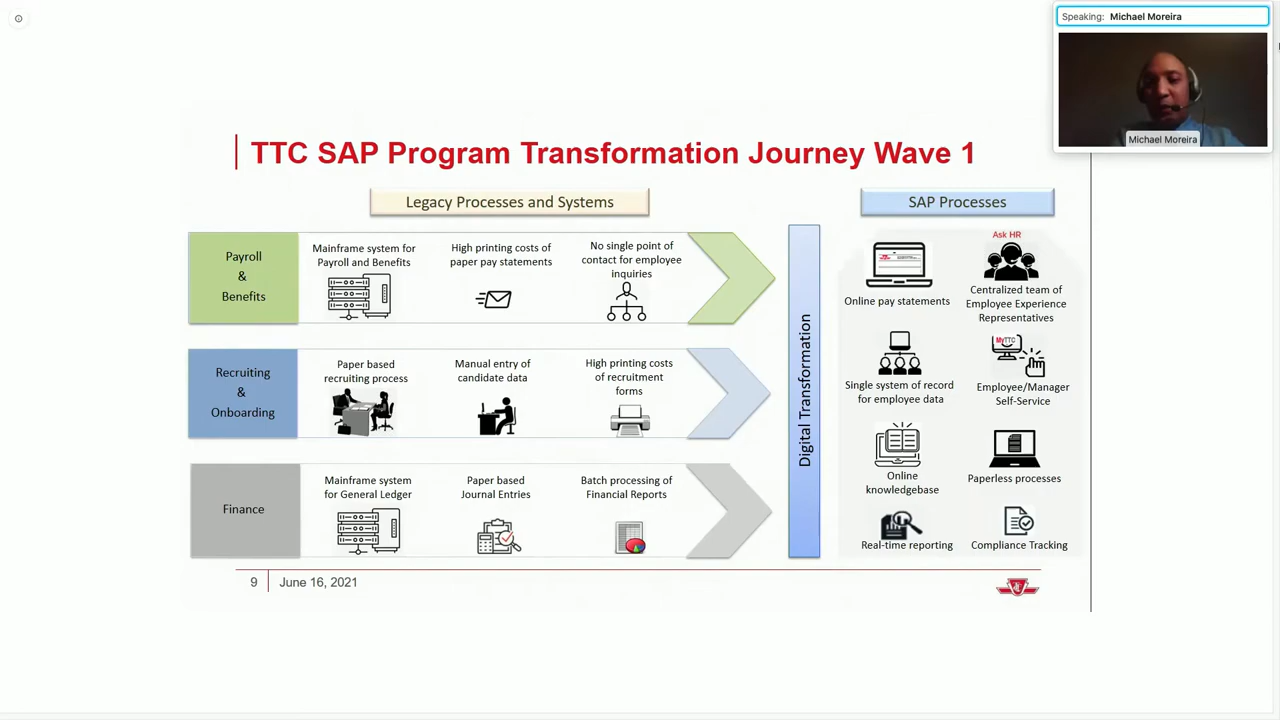 Speaking: Michael Moreira
Michael Moreira
TTC SAP Program Transformation Journey Wave 1
Legacy Processes and Systems
SAP Processes
Payroll
&
Benefits
Mainframe system for
Payroll and Benefits
High printing costs of
paper pay statements
No single point of
contact for employee
inquiries
Recruiting
&
Onboarding
Paper based
recruiting process
Manual entry of
candidate data
High printing costs
of recruitment
forms
Finance
Mainframe system
for General Ledger
Paper based
Journal Entries
Batch processing of
Financial Reports
Digital Transformation
Online pay statements
Ask HR
Centralized team of
Employee Experience
Representatives
Single system of record
for employee data
MyTTC
Employee/Manager
Self-Service
Online
knowledgebase
Paperless processes
Real-time reporting
Compliance Tracking
9
June 16, 2021